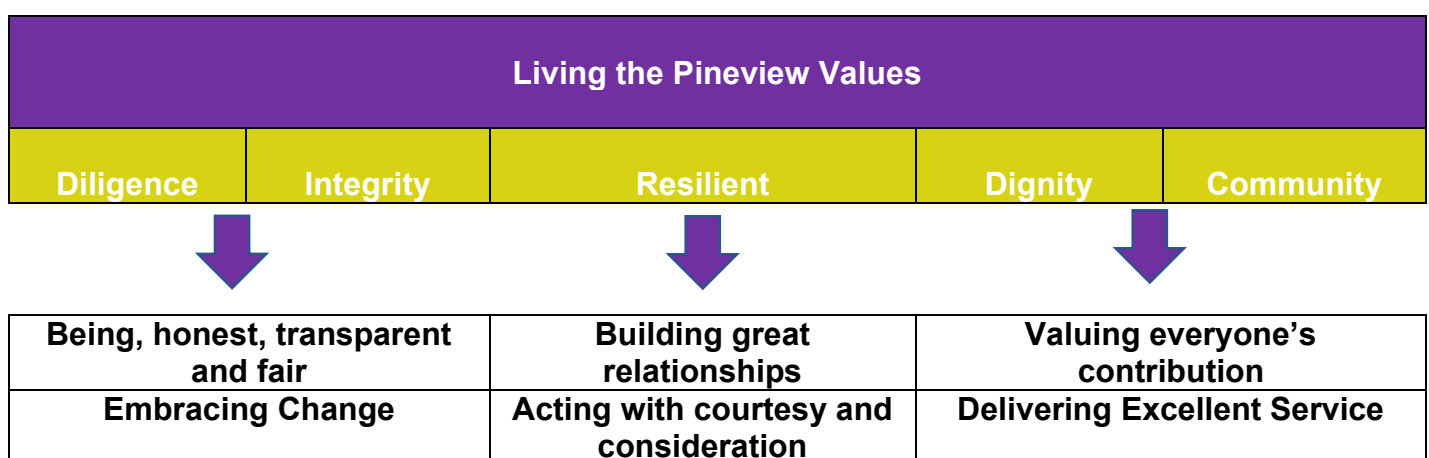 Living the Pineview Values
Diligence Integrity Resilient Dignity Community
Being, honest, transparent
and fair
Building great
relationships
Valuing everyone’s
contribution
Embracing Change
Acting with courtesy and
consideration
Delivering Excellent Service